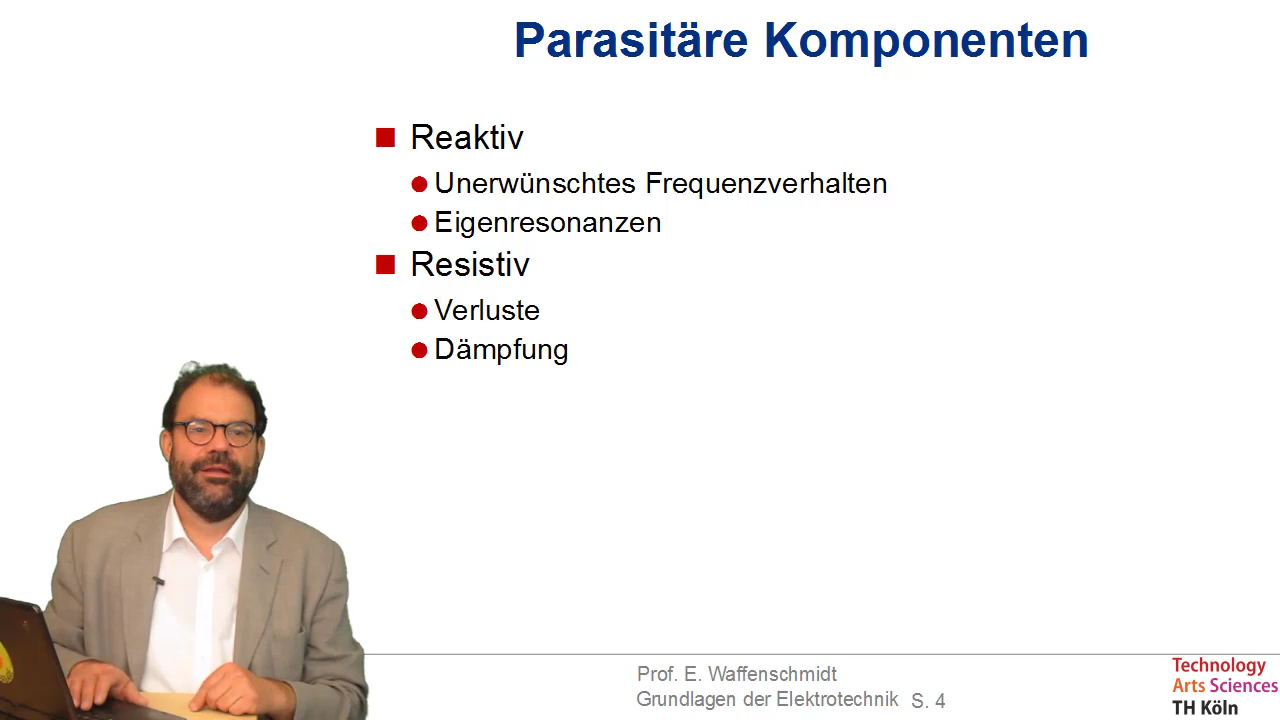 Parasitäre Komponenten
Reaktiv
Unerwünschtes Frequenzverhalten
Eigenresonanzen
Resistiv
Verluste
Dämpfung
Prof. E. Waffenschmidt
Grundlagen der Elektrotechnik S. 4
Technology
Arts Sciences
TH Köln